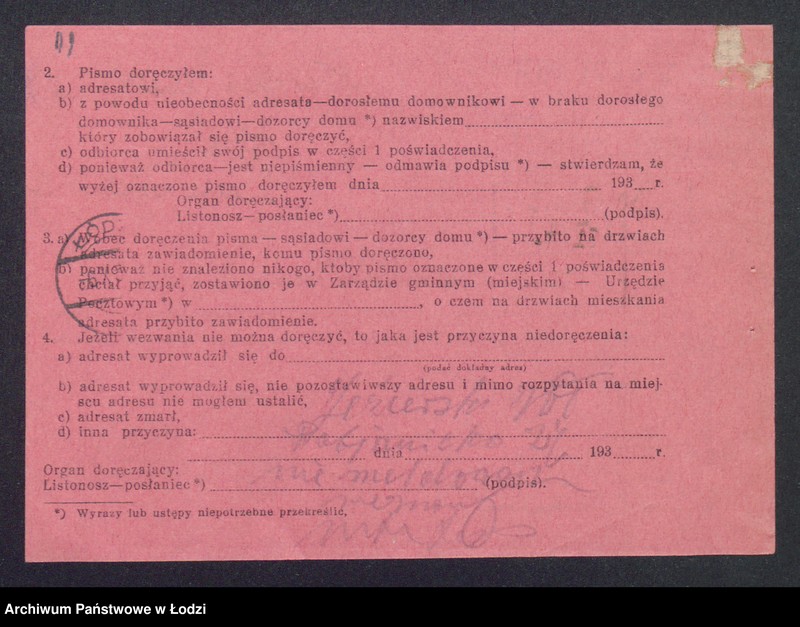 2. Pismo doręczyłem:
a) adresatowi,
b) z powodu nieobecności adresata—dorosłemu domownikowi — w braku dorosłego
domownika—sąsiadowi—dozorcy domu *) nazwiskiem
który zobowiązał się pismo doręczyć,
c) odbiorca umieścił swój podpis w części 1 poświadczenia,
d) ponieważ odbiorca—jest niepiśmienny — odmawia podpisu *) — stwierdzam, że
wyżej oznaczone pismo doręczyłem dnia 193 r.
Organ doręczający:
Listonosz—posłaniec *) (podpis).
3. a) Wobec doręczenia pisma — sąsiadowi — dozorcy domu *) — przybito na drzwiach
adresata zawiadomienie, komu pismo doręczono,
b) ponieważ nie znaleziono nikogo, ktoby pismo oznaczone w części 1 poświadczenia
chciał przyjąć, zostawiono je w Zarządzie gminnym (miejskim) — Urzędzie
Pocztowym *) w , o czem na drzwiach mieszkania
adresata przybito zawiadomienie.
4. Jeżeli wezwania nie można doręczyć, to jaka jest przyczyna niedoręczenia:
a) adresat wyprowadził się do
(podać dokładny adres)
b) adresat wyprowadził się, nie pozostawiwszy adresu i mimo rozpytania na miej-
scu adresu nie mogłem ustalić,
c) adresat zmarł,
d) inna przyczyna:
dnia 193 r.
nie
Organ doręczający:
Listonosz—posłaniec *) (podpis).
*) Wyrazy lub ustępy niepotrzebne przekreślić.
Archiwum Państwowe w Łodzi